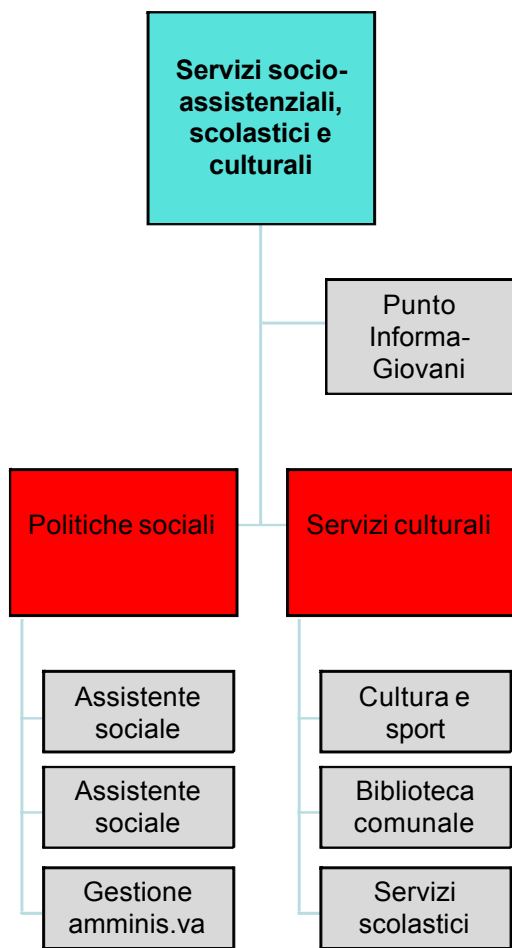 Servizi socio-
assistenziali,
scolastici e
culturali
Punto
Informa-
Giovani
Politiche sociali
Servizi culturali
Assistente
sociale
Assistente
sociale
Gestione
amminis.va
Cultura e
sport
Biblioteca
comunale
Servizi
scolastici